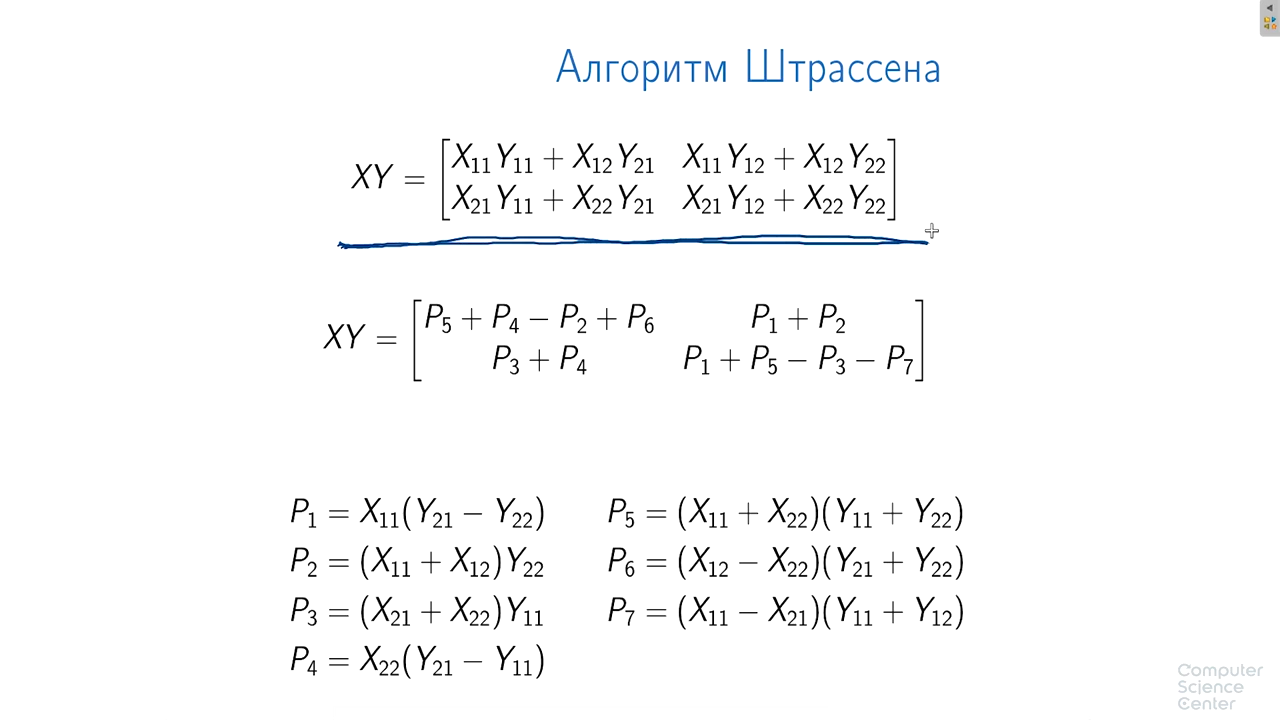 Алгоритм Штрассена
XY = [X₁₁Y₁₁ + X₁₂Y₂₁ X₁₁Y₁₂ + X₁₂Y₂₂
X₂₁Y₁₁ + X₂₂Y₂₁ X₂₁Y₁₂ + X₂₂Y₂₂]
XY = [P₅ + P₄ − P₂ + P₆ P₁ + P₂
P₃ + P₄ P₁ + P₅ − P₃ − P₇]
P₁ = X₁₁(Y₂₁ − Y₂₂) P₅ = (X₁₁ + X₂₂)(Y₁₁ + Y₂₂)
P₂ = (X₁₁ + X₁₂)Y₂₂ P₆ = (X₁₂ − X₂₂)(Y₂₁ + Y₂₂)
P₃ = (X₂₁ + X₂₂)Y₁₁ P₇ = (X₁₁ − X₂₁)(Y₁₁ + Y₁₂)
P₄ = X₂₂(Y₂₁ − Y₁₁)
Computer
Science
Center